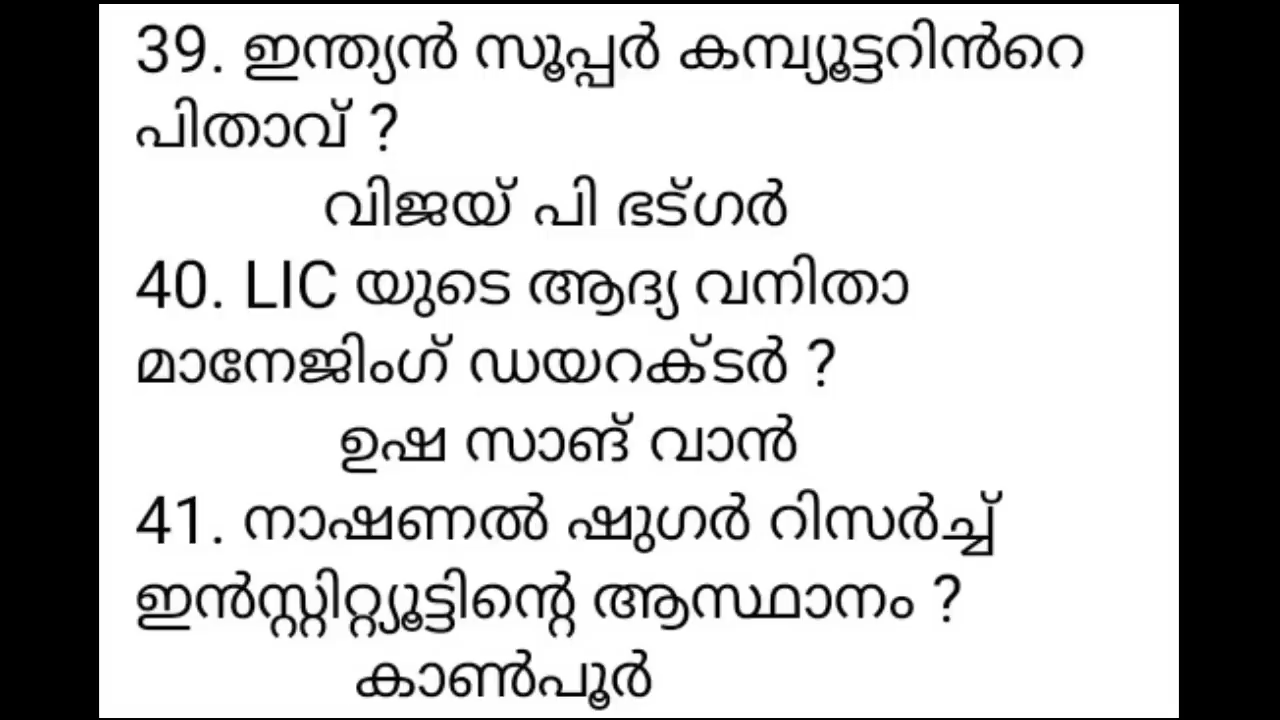 39. ഇന്ത്യൻ സൂപ്പർ കമ്പ്യൂട്ടറിൻറെ
പിതാവ് ?
വിജയ് പി ഭട്ഗർ
40. LIC യുടെ ആദ്യ വനിതാ
മാനേജിംഗ് ഡയറക്ടർ ?
ഉഷ സാങ് വാൻ
41. നാഷണൽ ഷുഗർ റിസർച്ച്
ഇൻസ്റ്റിറ്റ്യൂട്ടിന്റെ ആസ്ഥാനം ?
കാൺപൂർ